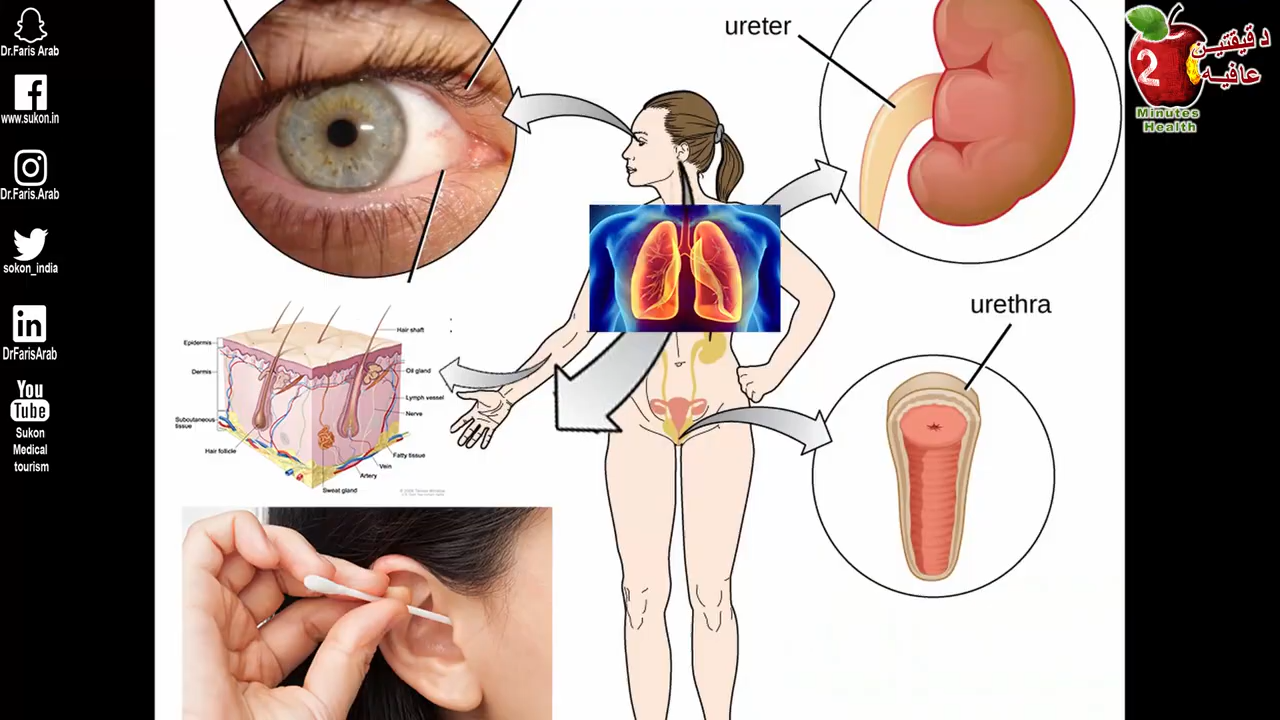 Dr.Faris Arab
www.sukon.in
Dr.Faris.Arab
sokon_india
in
DrFarisArab
You
Tube
Sukon
Medical
tourism
ureter
urethra
Hair shaft
Epidermis
Dermis
Oil gland
Lymph vessel
Nerve
Subcutaneous
tissue
Hair follicle
Fatty tissue
Vein
Artery
Sweat gland
دقيقتين
عافيه
2
Minutes
Health